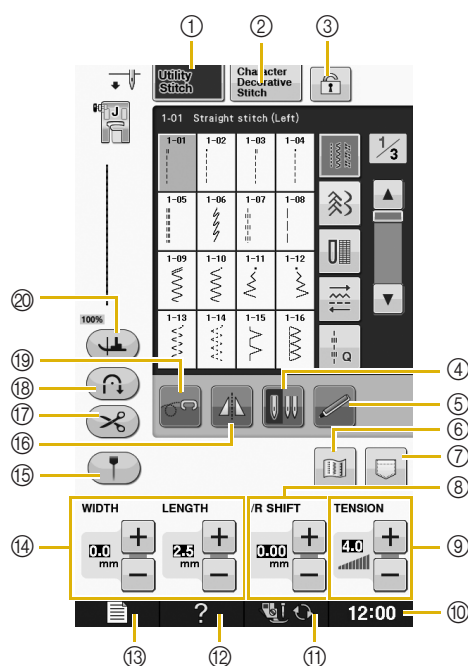 ① ② ③
Utility
Stitch
Character
Decorative
Stitch
J
1-01 Straight stitch (Left)
1/3
1-01 1-02 1-03 1-04
1-05 1-06 1-07 1-08
1-09 1-10 1-11 1-12
1-13 1-14 1-15 1-16
Q
100%
⑳
⑲
⑱
⑰
⑯
⑮
④
⑤
⑥
⑦
⑧
WIDTH LENGTH /R SHIFT TENSION
0.0 mm 2.5 mm 0.00 mm 4.0
+ + + +
− − − −
⑭ ⑨
? 12:00 ⑩
⑬ ⑫ ⑪